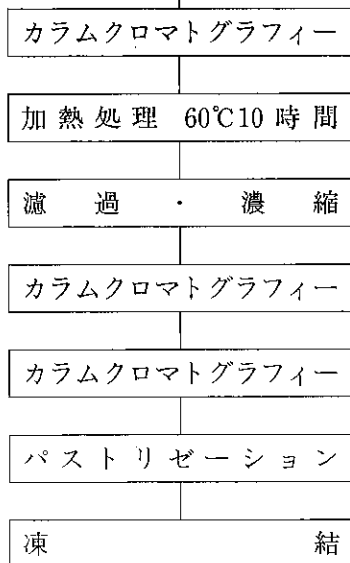 カラムクロマトグラフィー
加熱処理 60℃10時間
濾過・濃縮
カラムクロマトグラフィー
カラムクロマトグラフィー
パストリゼーション
凍結